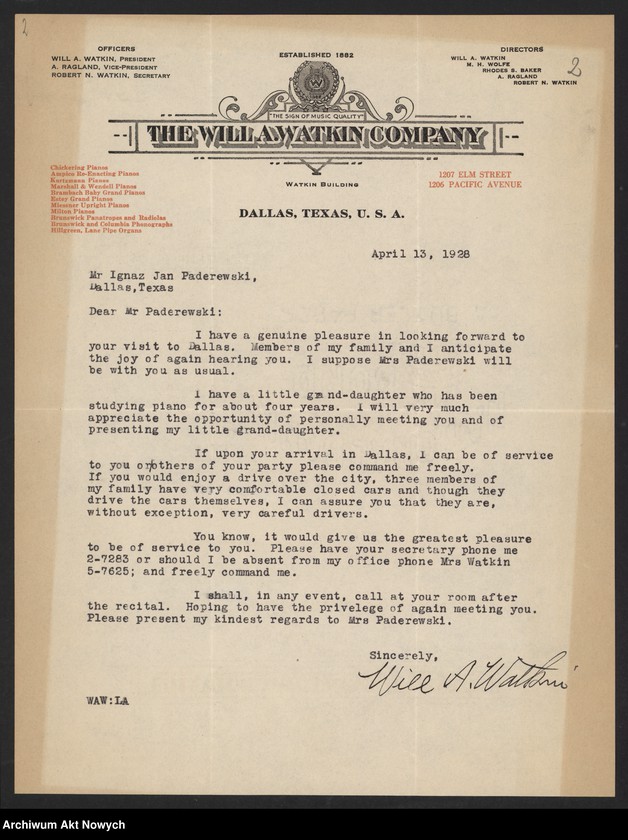 2
OFFICERS
WILL A. WATKIN, PRESIDENT
A. RAGLAND, VICE-PRESIDENT
ROBERT N. WATKIN, SECRETARY
ESTABLISHED 1882
DIRECTORS
WILL A. WATKIN
M. H. WOLFE
RHODES S. BAKER
A. RAGLAND
ROBERT N. WATKIN
2
"THE SIGN OF MUSIC QUALITY"
THE WILL A. WATKIN COMPANY
WATKIN BUILDING
DALLAS, TEXAS, U. S. A.
Chickering Pianos
Ampico Re-Enacting Pianos
Kurtzmann Pianos
Marshall & Wendell Pianos
Brambach Baby Grand Pianos
Estey Grand Pianos
Miessner Upright Pianos
Milton Pianos
Brunswick Panatropes and Radiolas
Brunswick and Columbia Phonographs
Hillgreen, Lane Pipe Organs
1207 ELM STREET
1206 PACIFIC AVENUE
April 13, 1928
Mr Ignaz Jan Paderewski,
Dallas,Texas
Dear Mr Paderewski:
I have a genuine pleasure in looking forward to
your visit to Dallas. Members of my family and I anticipate
the joy of again hearing you. I suppose Mrs Paderewski will
be with you as usual.
I have a little grand-daughter who has been
studying piano for about four years. I will very much
appreciate the opportunity of personally meeting you and of
presenting my little grand-daughter.
If upon your arrival in Dallas, I can be of service
to you or others of your party please command me freely.
If you would enjoy a drive over the city, three members of
my family have very comfortable closed cars and though they
drive the cars themselves, I can assure you that they are,
without exception, very careful drivers.
You know, it would give us the greatest pleasure
to be of service to you. Please have your secretary phone me
2-7283 or should I be absent from my office phone Mrs Watkin
5-7625; and freely command me.
I shall, in any event, call at your room after
the recital. Hoping to have the privelege of again meeting you.
Please present my kindest regards to Mrs Paderewski.
Sincerely,
Will A. Watkin
WAW:LA
Archiwum Akt Nowych